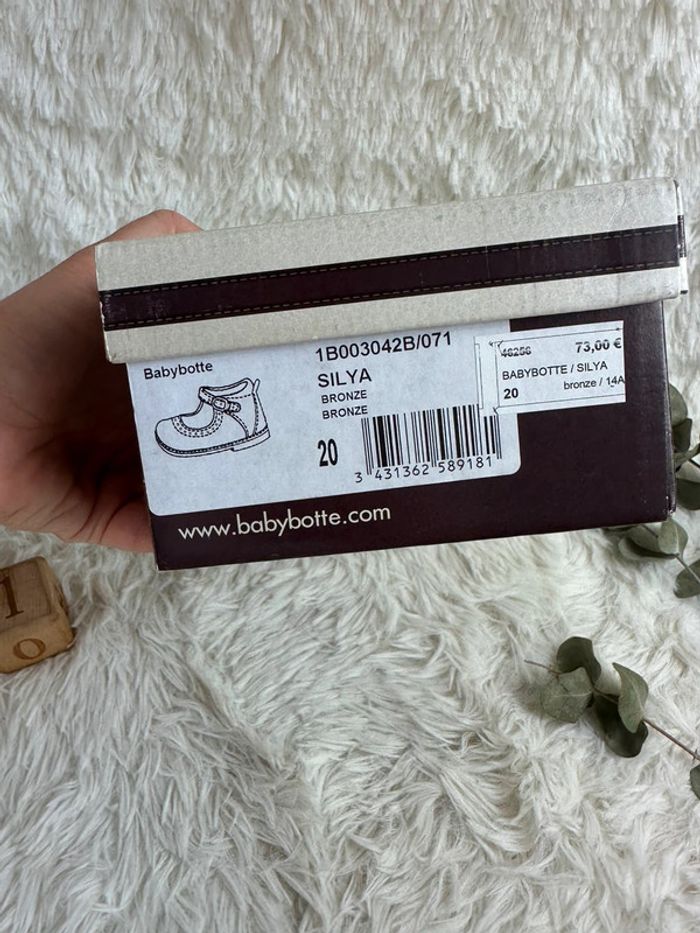 Babybotte
1B003042B/071
SILYA
BRONZE
BRONZE
20
3 431362 589181
73,00 €
BABYBOTTE / SILYA
bronze / 14A
20
www.babybotte.com
1
O